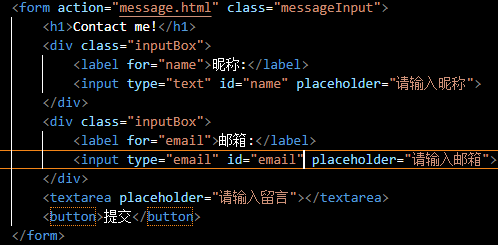 <form action="message.html" class="messageInput">
<h1>Contact me!</h1>
<div class="inputBox">
<label for="name">昵称:</label>
<input type="text" id="name" placeholder="请输入昵称">
</div>
<div class="inputBox">
<label for="email">邮箱:</label>
<input type="email" id="email" placeholder="请输入邮箱">
</div>
<textarea placeholder="请输入留言"></textarea>
<button>提交</button>
</form>